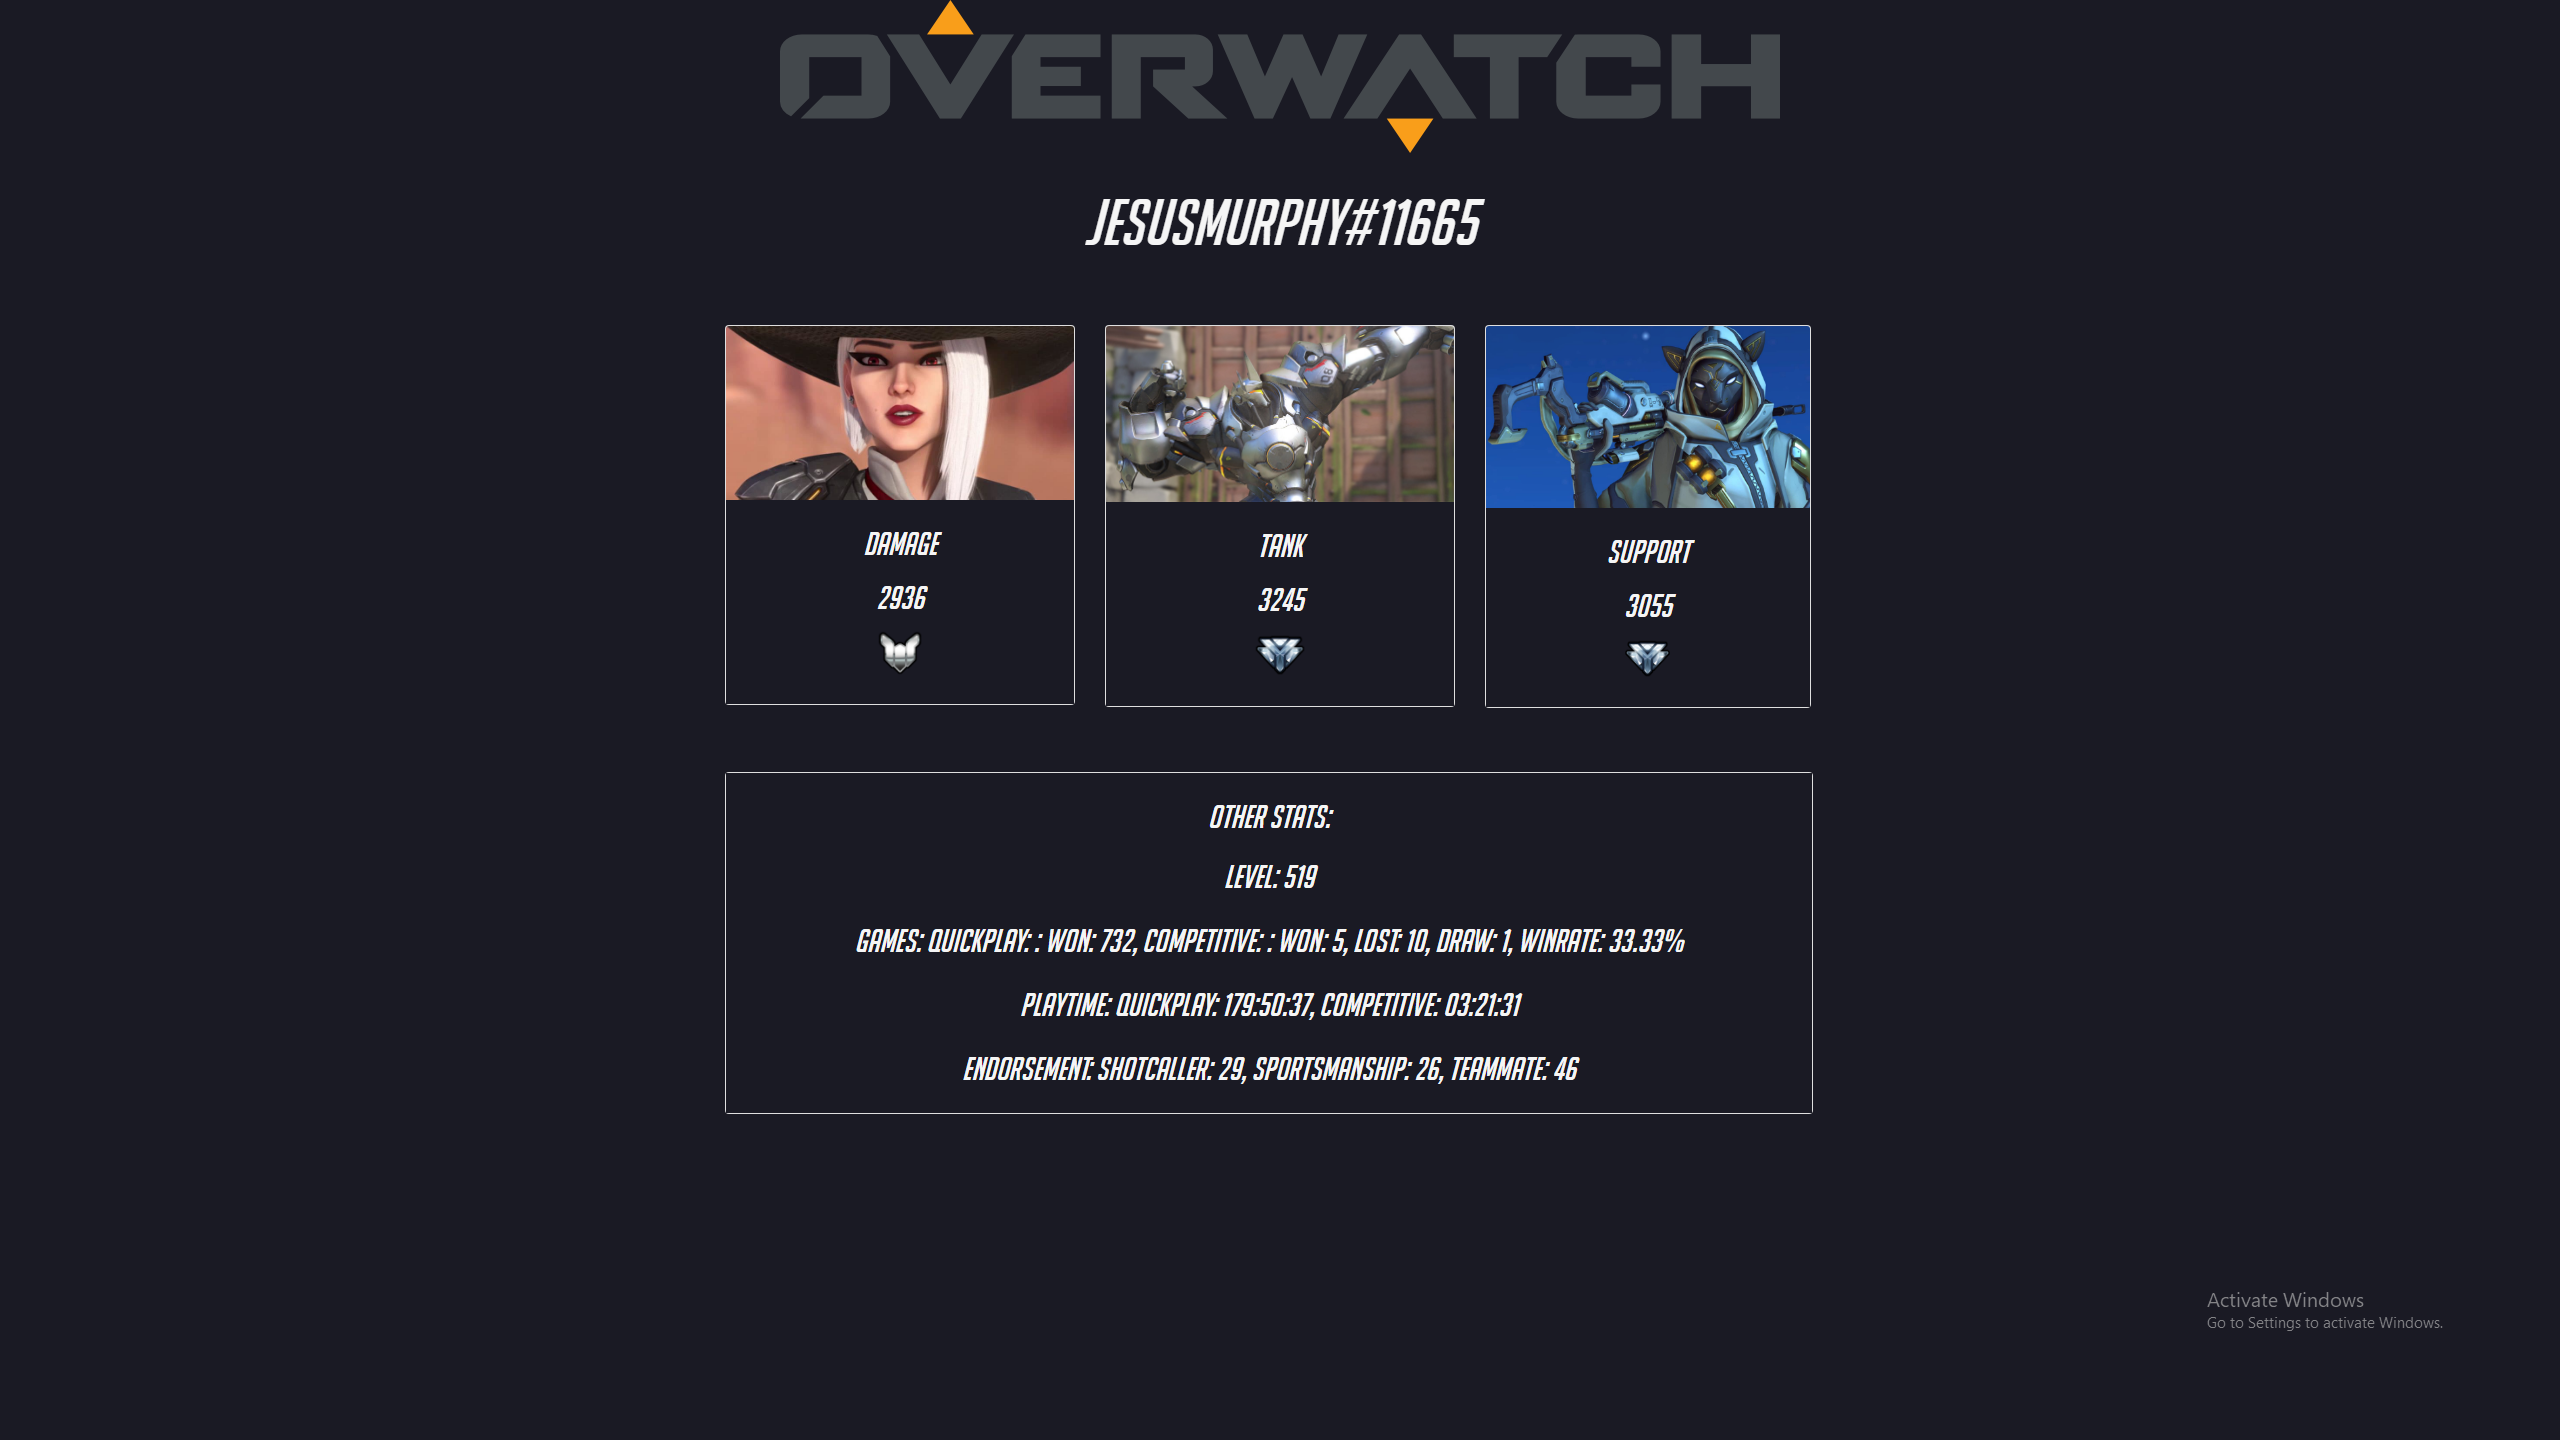 OVERWATCH
JESUSMURPHY#11665
DAMAGE
2936
TANK
3245
SUPPORT
3055
OTHER STATS:
LEVEL: 519
GAMES: QUICKPLAY: : WON: 732, COMPETITIVE: : WON: 5, LOST: 10, DRAW: 1, WINRATE: 33.33%
PLAYTIME: QUICKPLAY: 179:50:37, COMPETITIVE: 03:21:31
ENDORSEMENT: SHOTCALLER: 29, SPORTSMANSHIP: 26, TEAMMATE: 46
Activate Windows
Go to Settings to activate Windows.